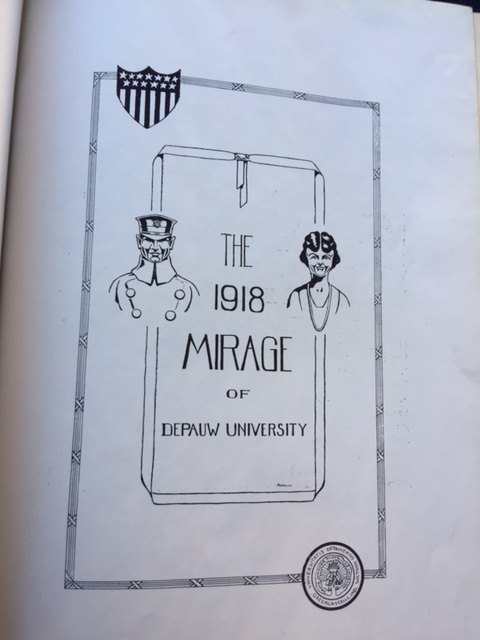 THE
1918
MIRAGE
OF
DEPAUW UNIVERSITY